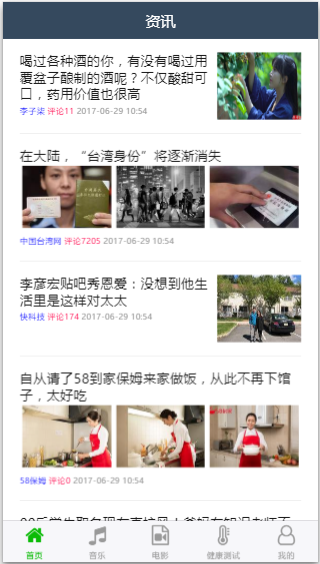 资讯
喝过各种酒的你，有没有喝过用
覆盆子酿制的酒呢？不仅酸甜可
口，药用价值也很高
李子柒 评论11 2017-06-29 10:54
在大陆，“台湾身份”将逐渐消失
中国台湾网 评论7205 2017-06-29 10:54
李彦宏贴吧秀恩爱：没想到他生
活里是这样对太太
快科技 评论174 2017-06-29 10:54
自从请了58到家保姆来家做饭，从此不再下馆
子，太好吃
58保姆 评论0 2017-06-29 10:54
首页
音乐
电影
健康测试
我的